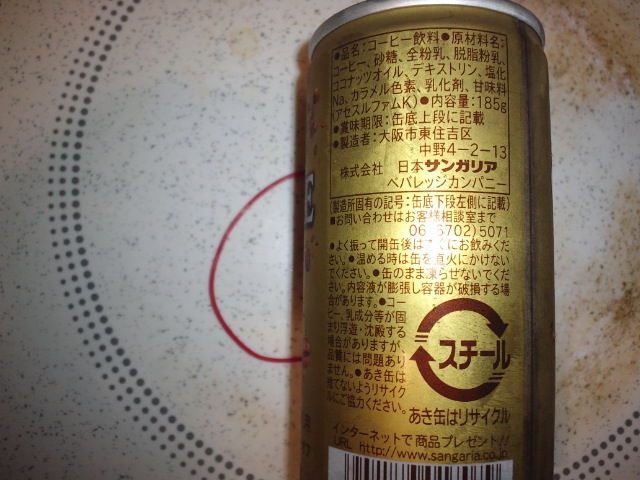 ●品名:コーヒー飲料●原材料名:
コーヒー、砂糖、全粉乳、脱脂粉乳、
ココナッツオイル、デキストリン、塩化
Na、カラメル色素、乳化剤、甘味料
(アセスルファムK)●内容量:185g
●賞味期限:缶底上段に記載
●製造者:大阪市東住吉区
中野4-2-13
株式会社 日本サンガリア
ベバレッジカンパニー
(製造所固有の記号:缶底下段左側に記載)
■お問い合わせはお客様相談室まで
06(6702)5071
●よく振って開缶後はすぐにお飲みくだ
さい。●温める時は缶を直火にかけない
でください。●缶のまま凍らせないでくだ
さい。内容液が膨張し容器が破損する場
合があります。●コー
ヒー、乳成分等が固
まり浮遊・沈殿する
場合がありますが、
品質には問題あり
ません。●あき缶は
捨てないようリサイク
ルにご協力ください。
スチール
あき缶はリサイクル
インターネットで商品プレゼント!!
URL http://www.sangaria.co.jp
E